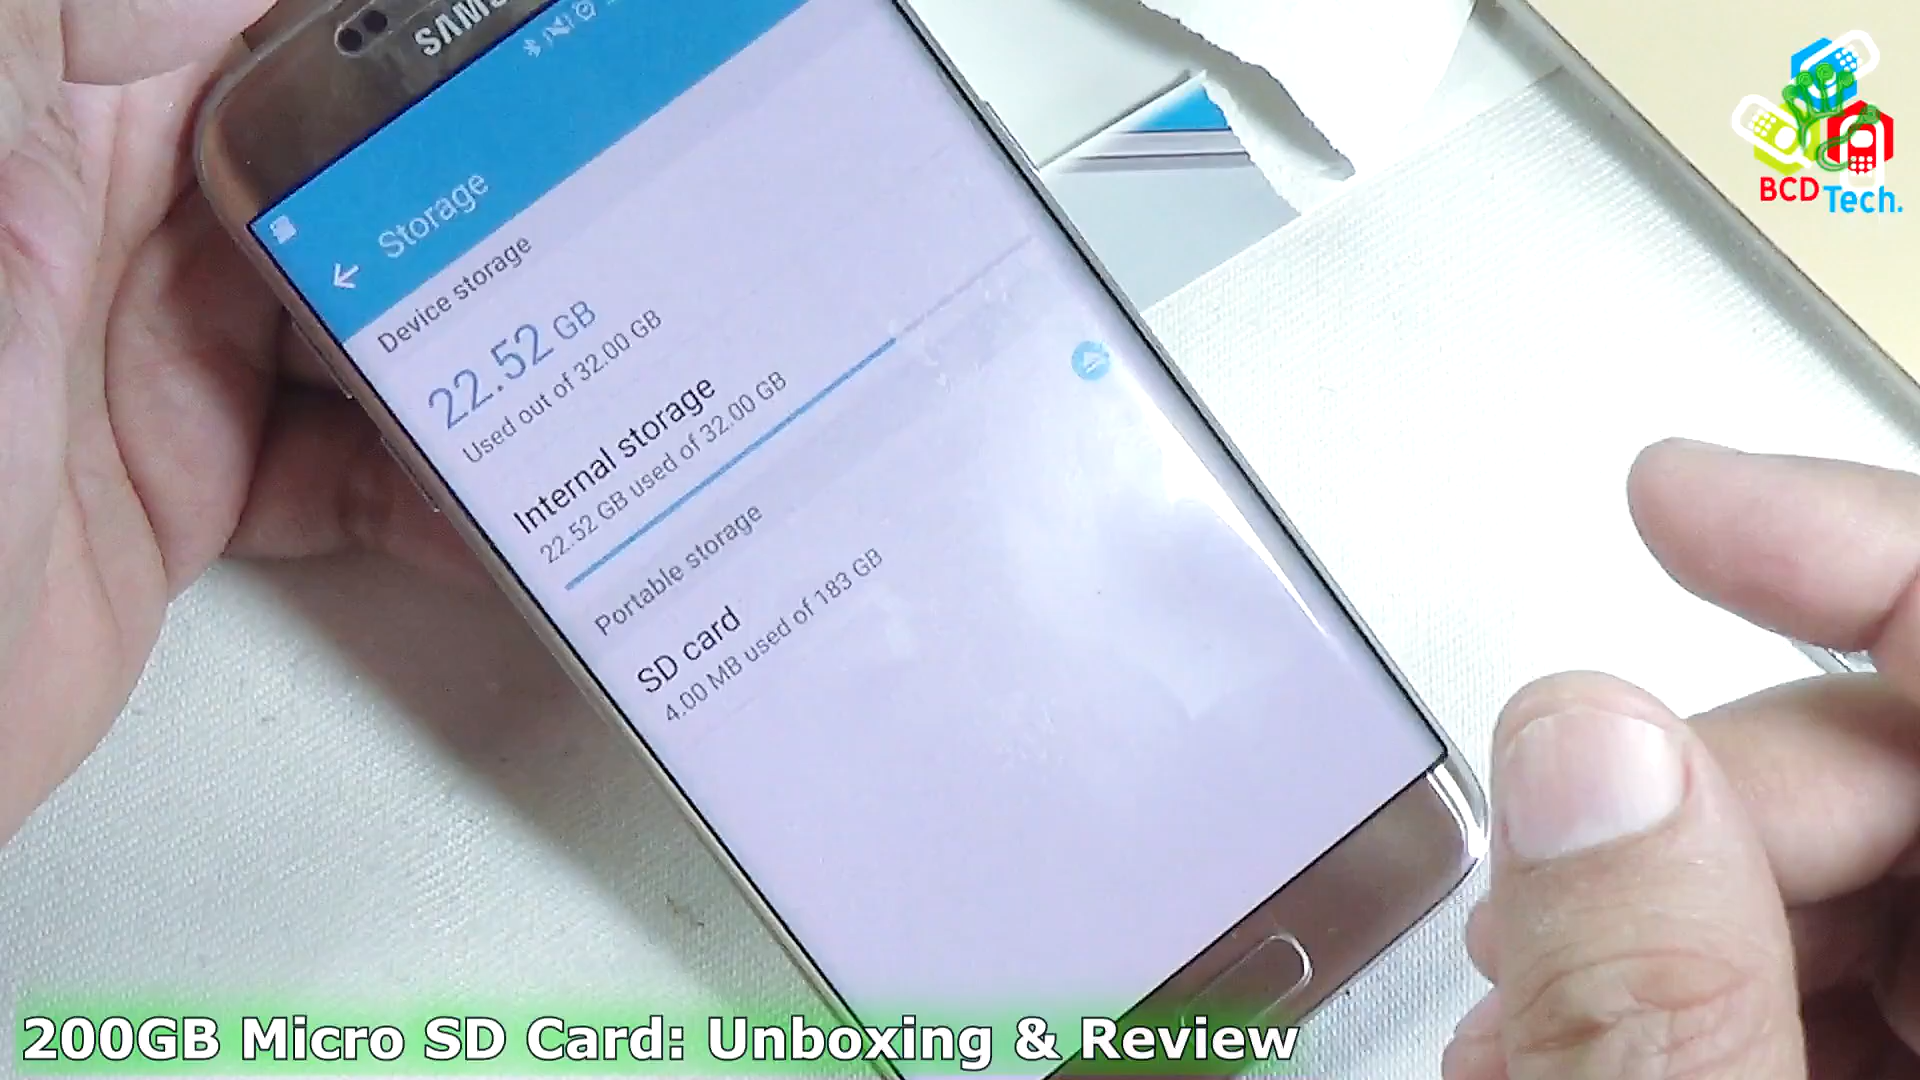 SAMS
Storage
Device storage
22.52 GB
Used out of 32.00 GB
Internal storage
22.52 GB used of 32.00 GB
Portable storage
SD card
4.00 MB used of 183 GB
BCD Tech.
200GB Micro SD Card: Unboxing & Review